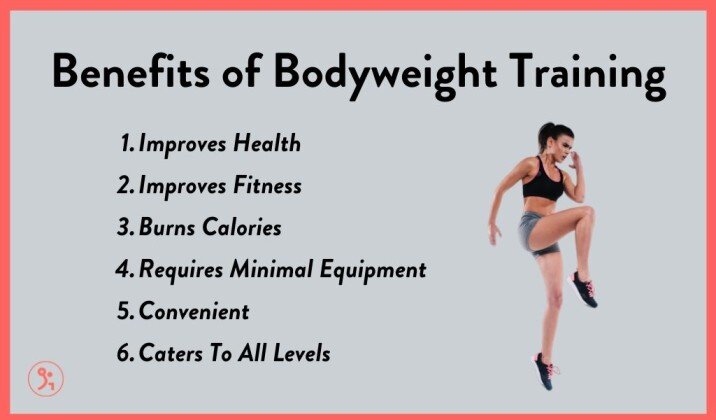 Benefits of Bodyweight Training
1. Improves Health
2. Improves Fitness
3. Burns Calories
4. Requires Minimal Equipment
5. Convenient
6. Caters To All Levels